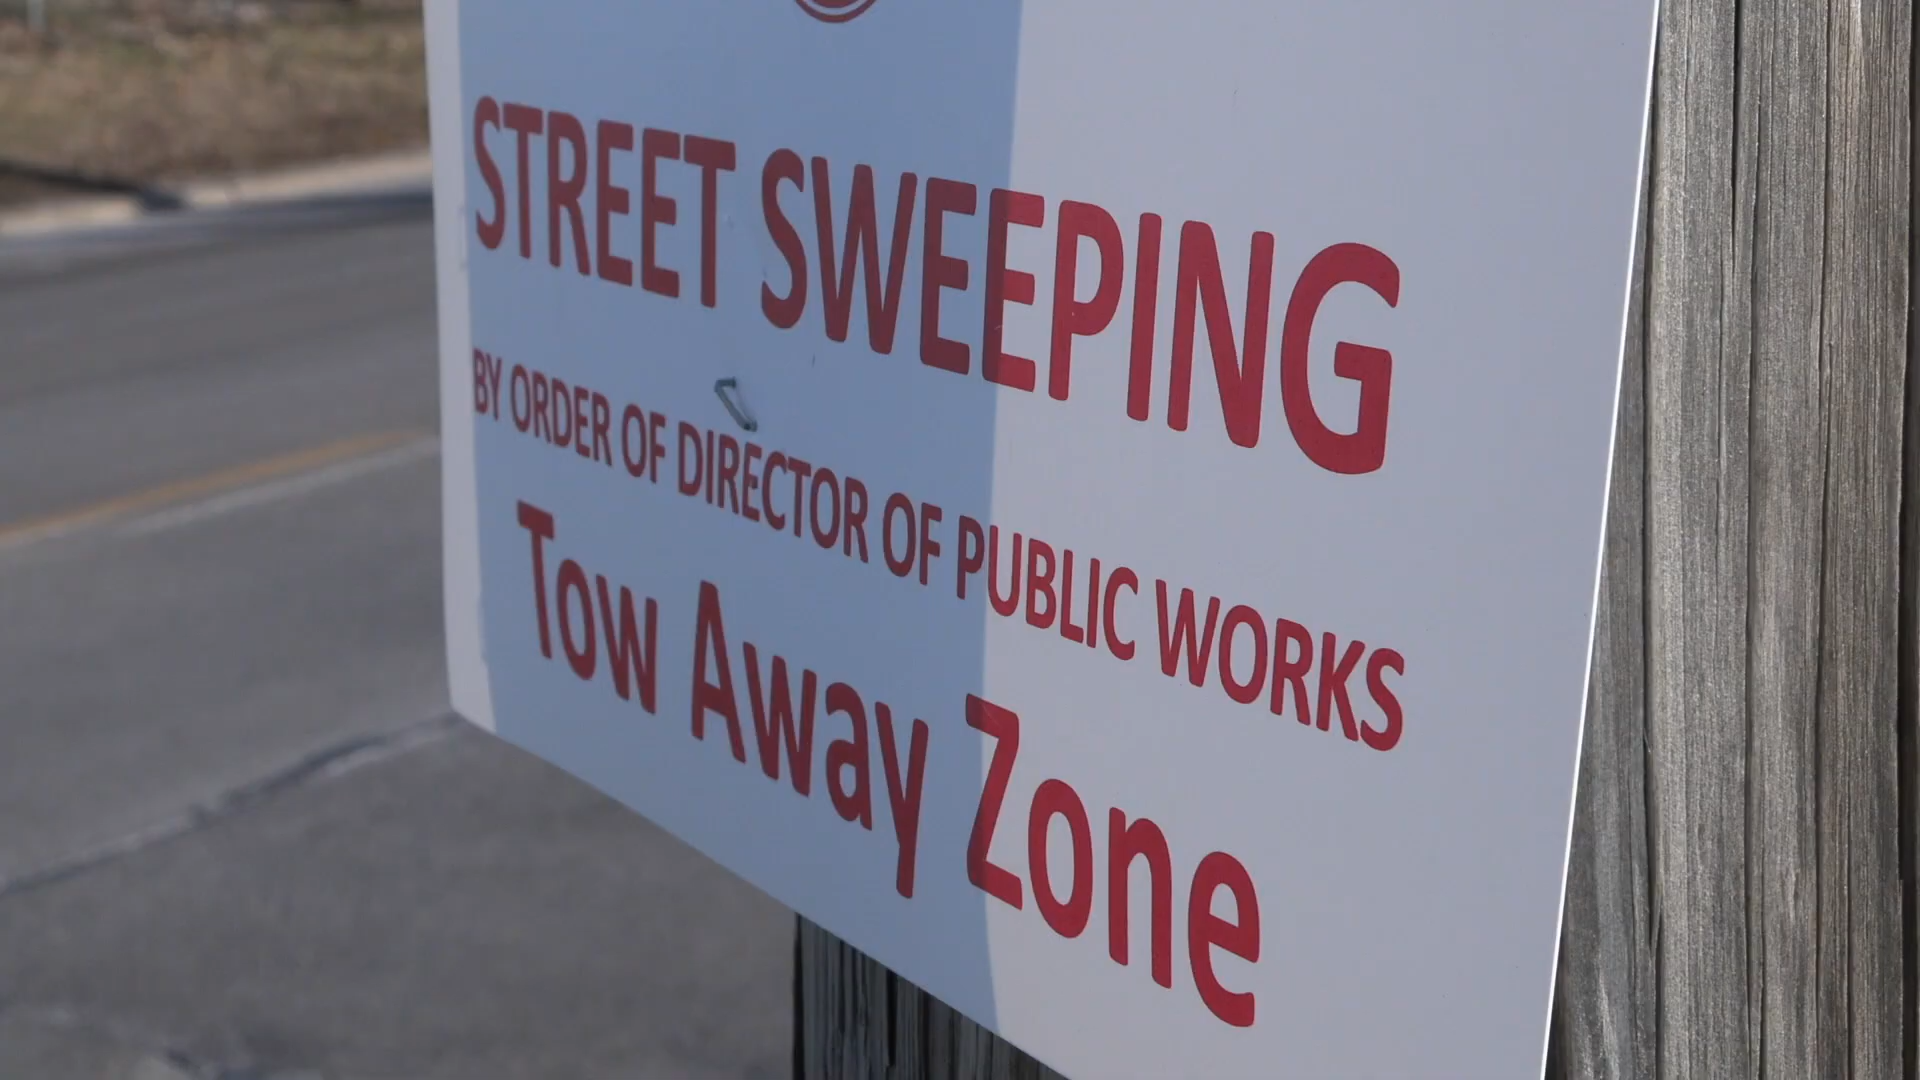 STREET SWEEPING
BY ORDER OF DIRECTOR OF PUBLIC WORKS
Tow Away Zone